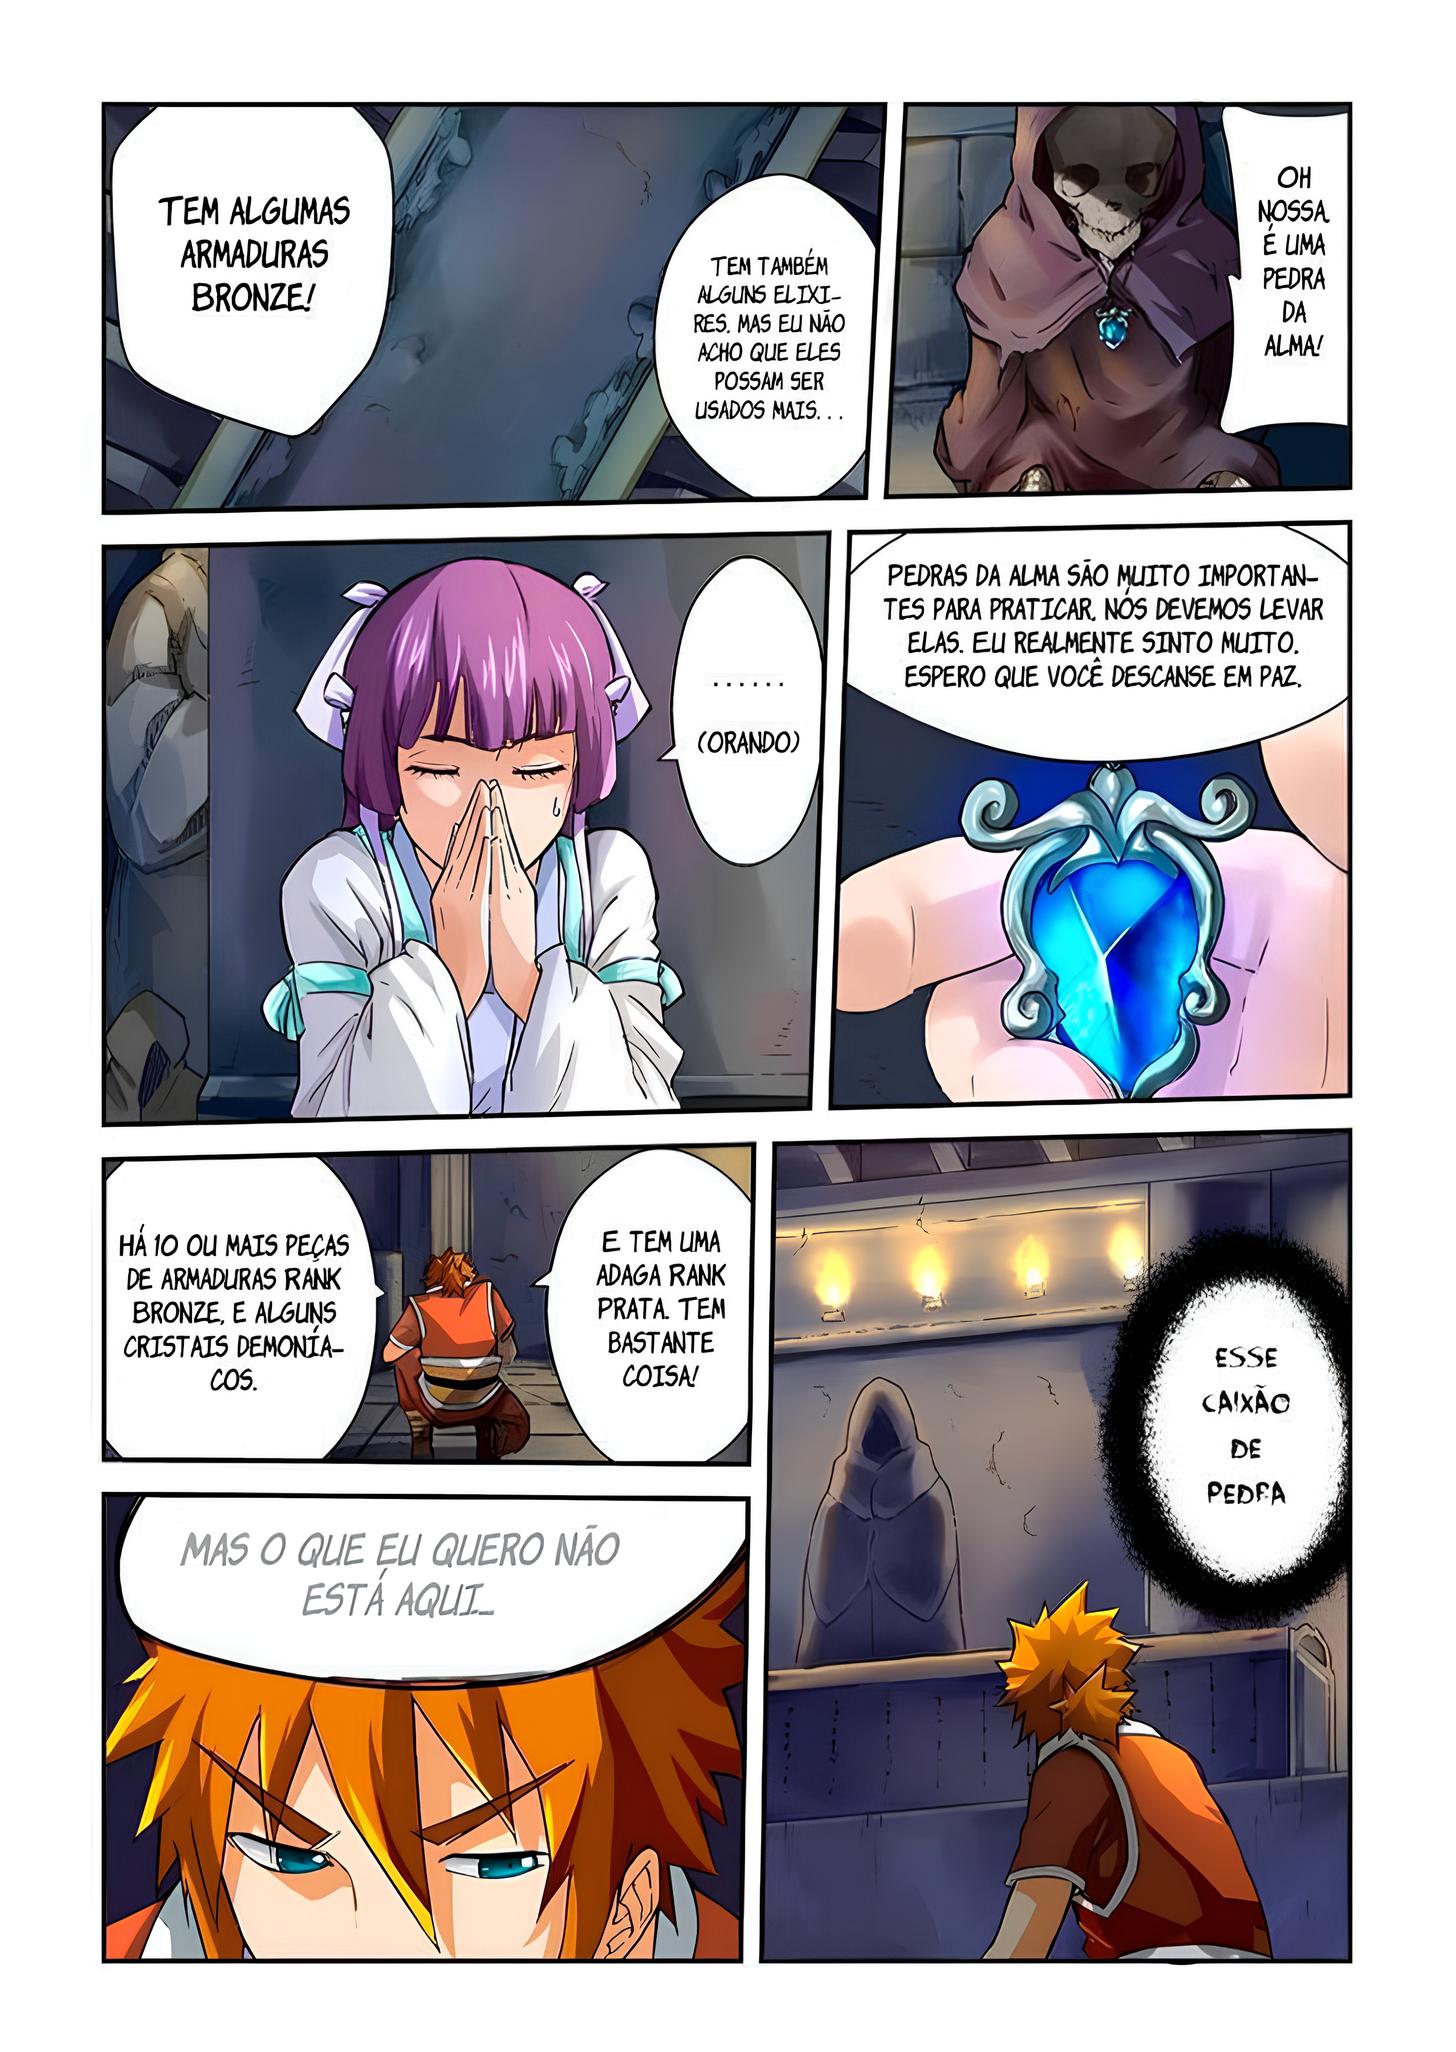 TEM ALGUMAS
ARMADURAS
BRONZE!
TEM TAMBÉM
ALGUNS ELIXI-
RES. MAS EU NÃO
ACHO QUE ELES
POSSAM SER
USADOS MAIS...
OH
NOSSA
É UMA
PEDRA
DA
ALMA!
......
(ORANDO)
PEDRAS DA ALMA SÃO MUITO IMPORTAN-
TES PARA PRATICAR. NÓS DEVEMOS LEVAR
ELAS. EU REALMENTE SINTO MUITO.
ESPERO QUE VOCÊ DESCANSE EM PAZ.
HÁ 10 OU MAIS PEÇAS
DE ARMADURAS RANK
BRONZE, E ALGUNS
CRISTAIS DEMONÍA-
COS.
E TEM UMA
ADAGA RANK
PRATA. TEM
BASTANTE
COISA!
MAS O QUE EU QUERO NÃO
ESTÁ AQUI...
ESSE
CAIXÃO
DE
PEDRA